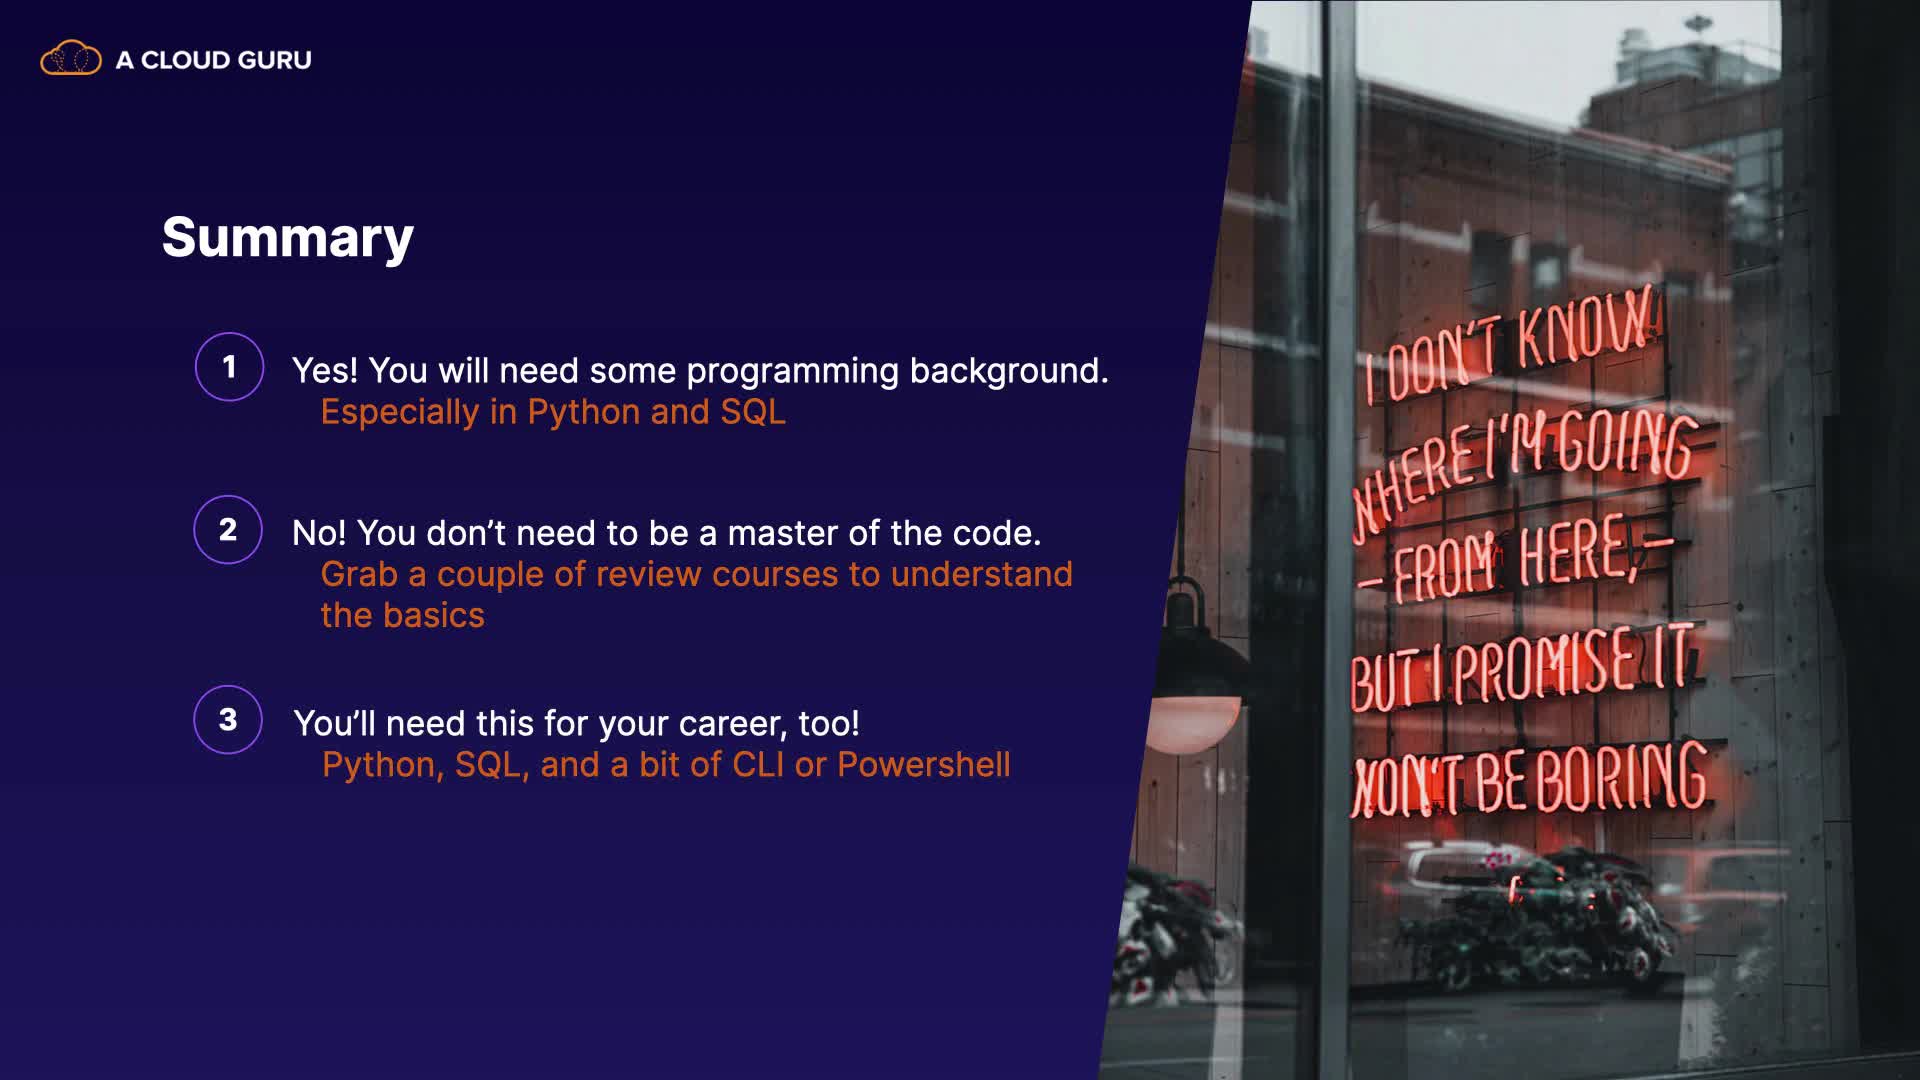 A CLOUD GURU
Summary
1
Yes! You will need some programming background.
Especially in Python and SQL
2
No! You don’t need to be a master of the code.
Grab a couple of review courses to understand
the basics
3
You’ll need this for your career, too!
Python, SQL, and a bit of CLI or Powershell
I DON'T KNOW
WHERE I'M GOING
- FROM HERE, -
BUT I PROMISE IT
WON'T BE BORING